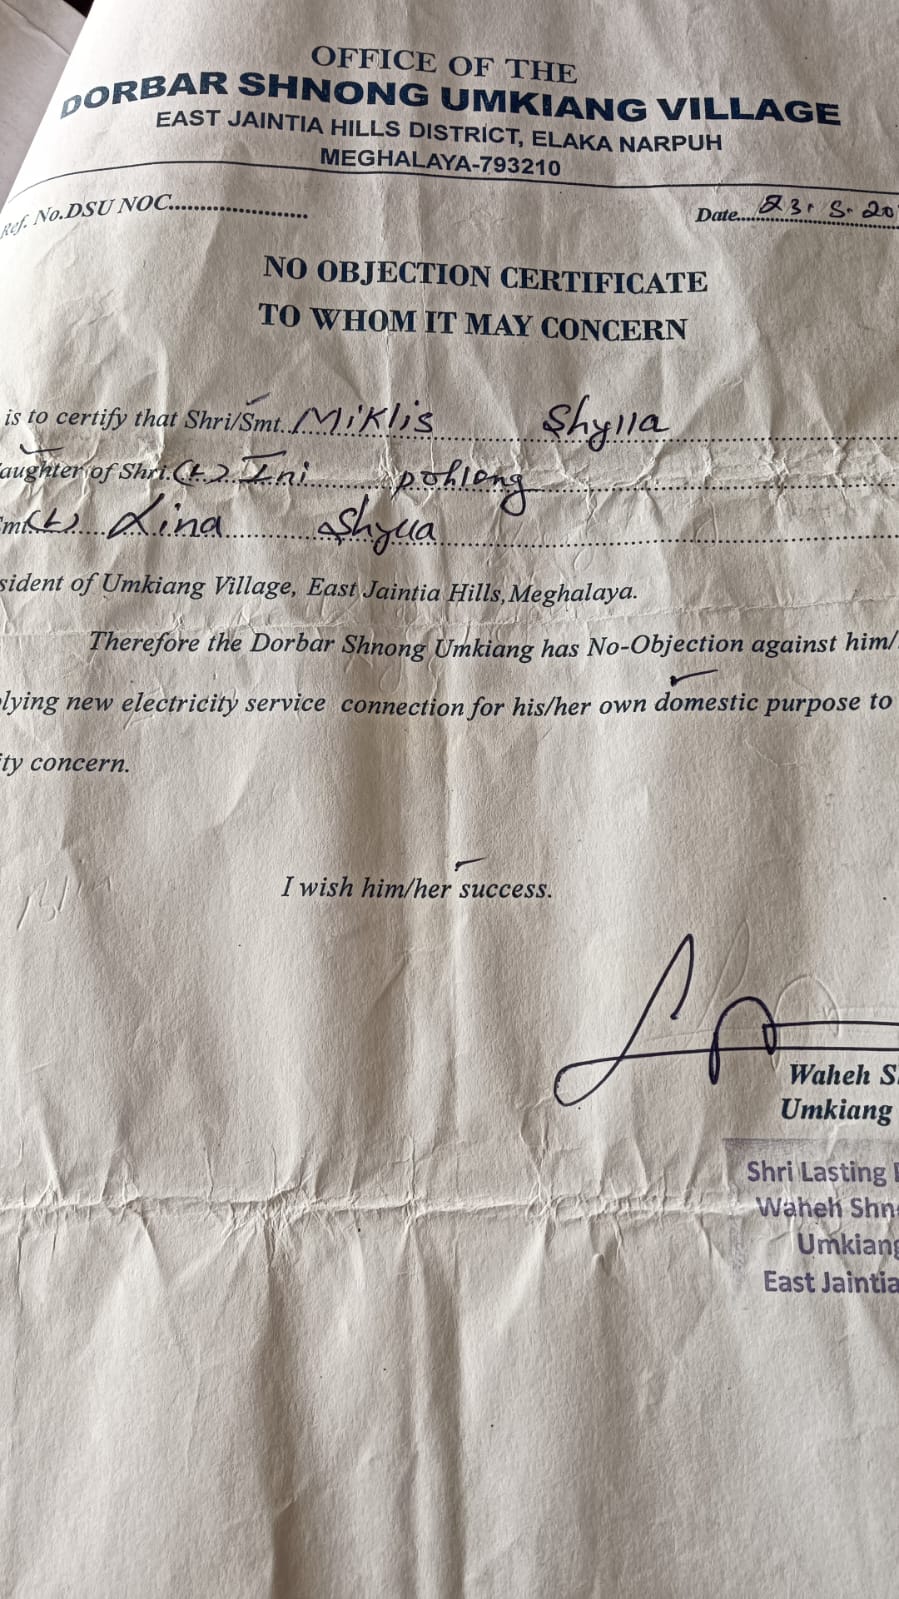 OFFICE OF THE
DORBAR SHNONG UMKIANG VILLAGE
EAST JAINTIA HILLS DISTRICT, ELAKA NARPUH
MEGHALAYA-793210
Ref. No.DSU NOC....................... Date...23. 5. 20
NO OBJECTION CERTIFICATE
TO WHOM IT MAY CONCERN
is to certify that Shri/Smt. Miklis Shylla
aughter of Shri.(L) Ini pohlong
mt(L) Lina Shylla
sident of Umkiang Village, East Jaintia Hills, Meghalaya.
Therefore the Dorbar Shnong Umkiang has No-Objection against him/
lying new electricity service connection for his/her own domestic purpose to
ity concern.
I wish him/her success.
Waheh S
Umkiang
Shri Lasting
Waheh Shn
Umkiang
East Jaintia